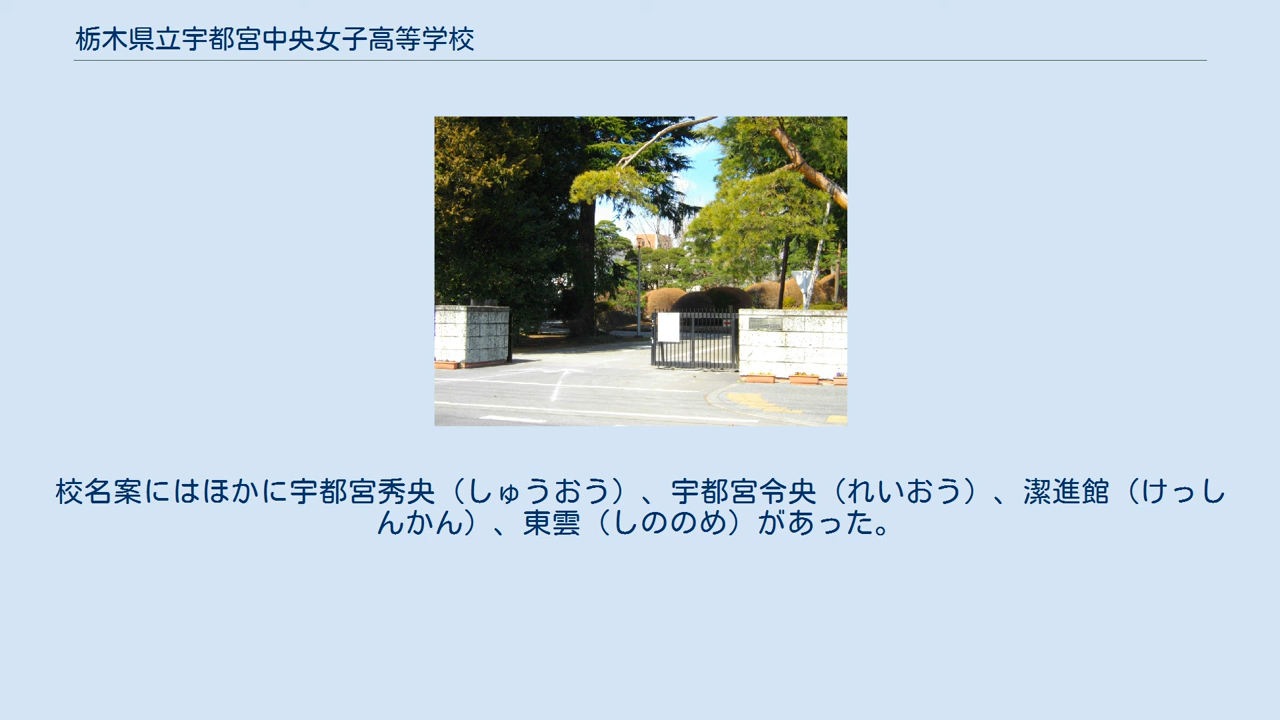 栃木県立宇都宮中央女子高等学校
校名案にはほかに宇都宮秀央（しゅうおう）、宇都宮令央（れいおう）、潔進館（けっし
んかん）、東雲（しののめ）があった。